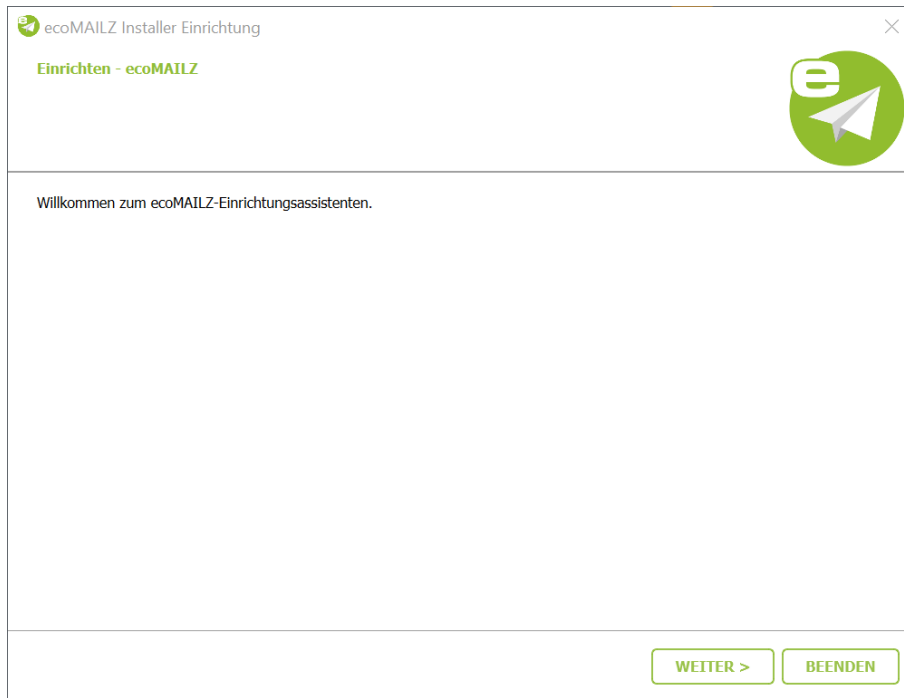 ecoMAILZ Installer Einrichtung
Einrichten - ecoMAILZ
e
Willkommen zum ecoMAILZ-Einrichtungsassistenten.
WEITER >
BEENDEN